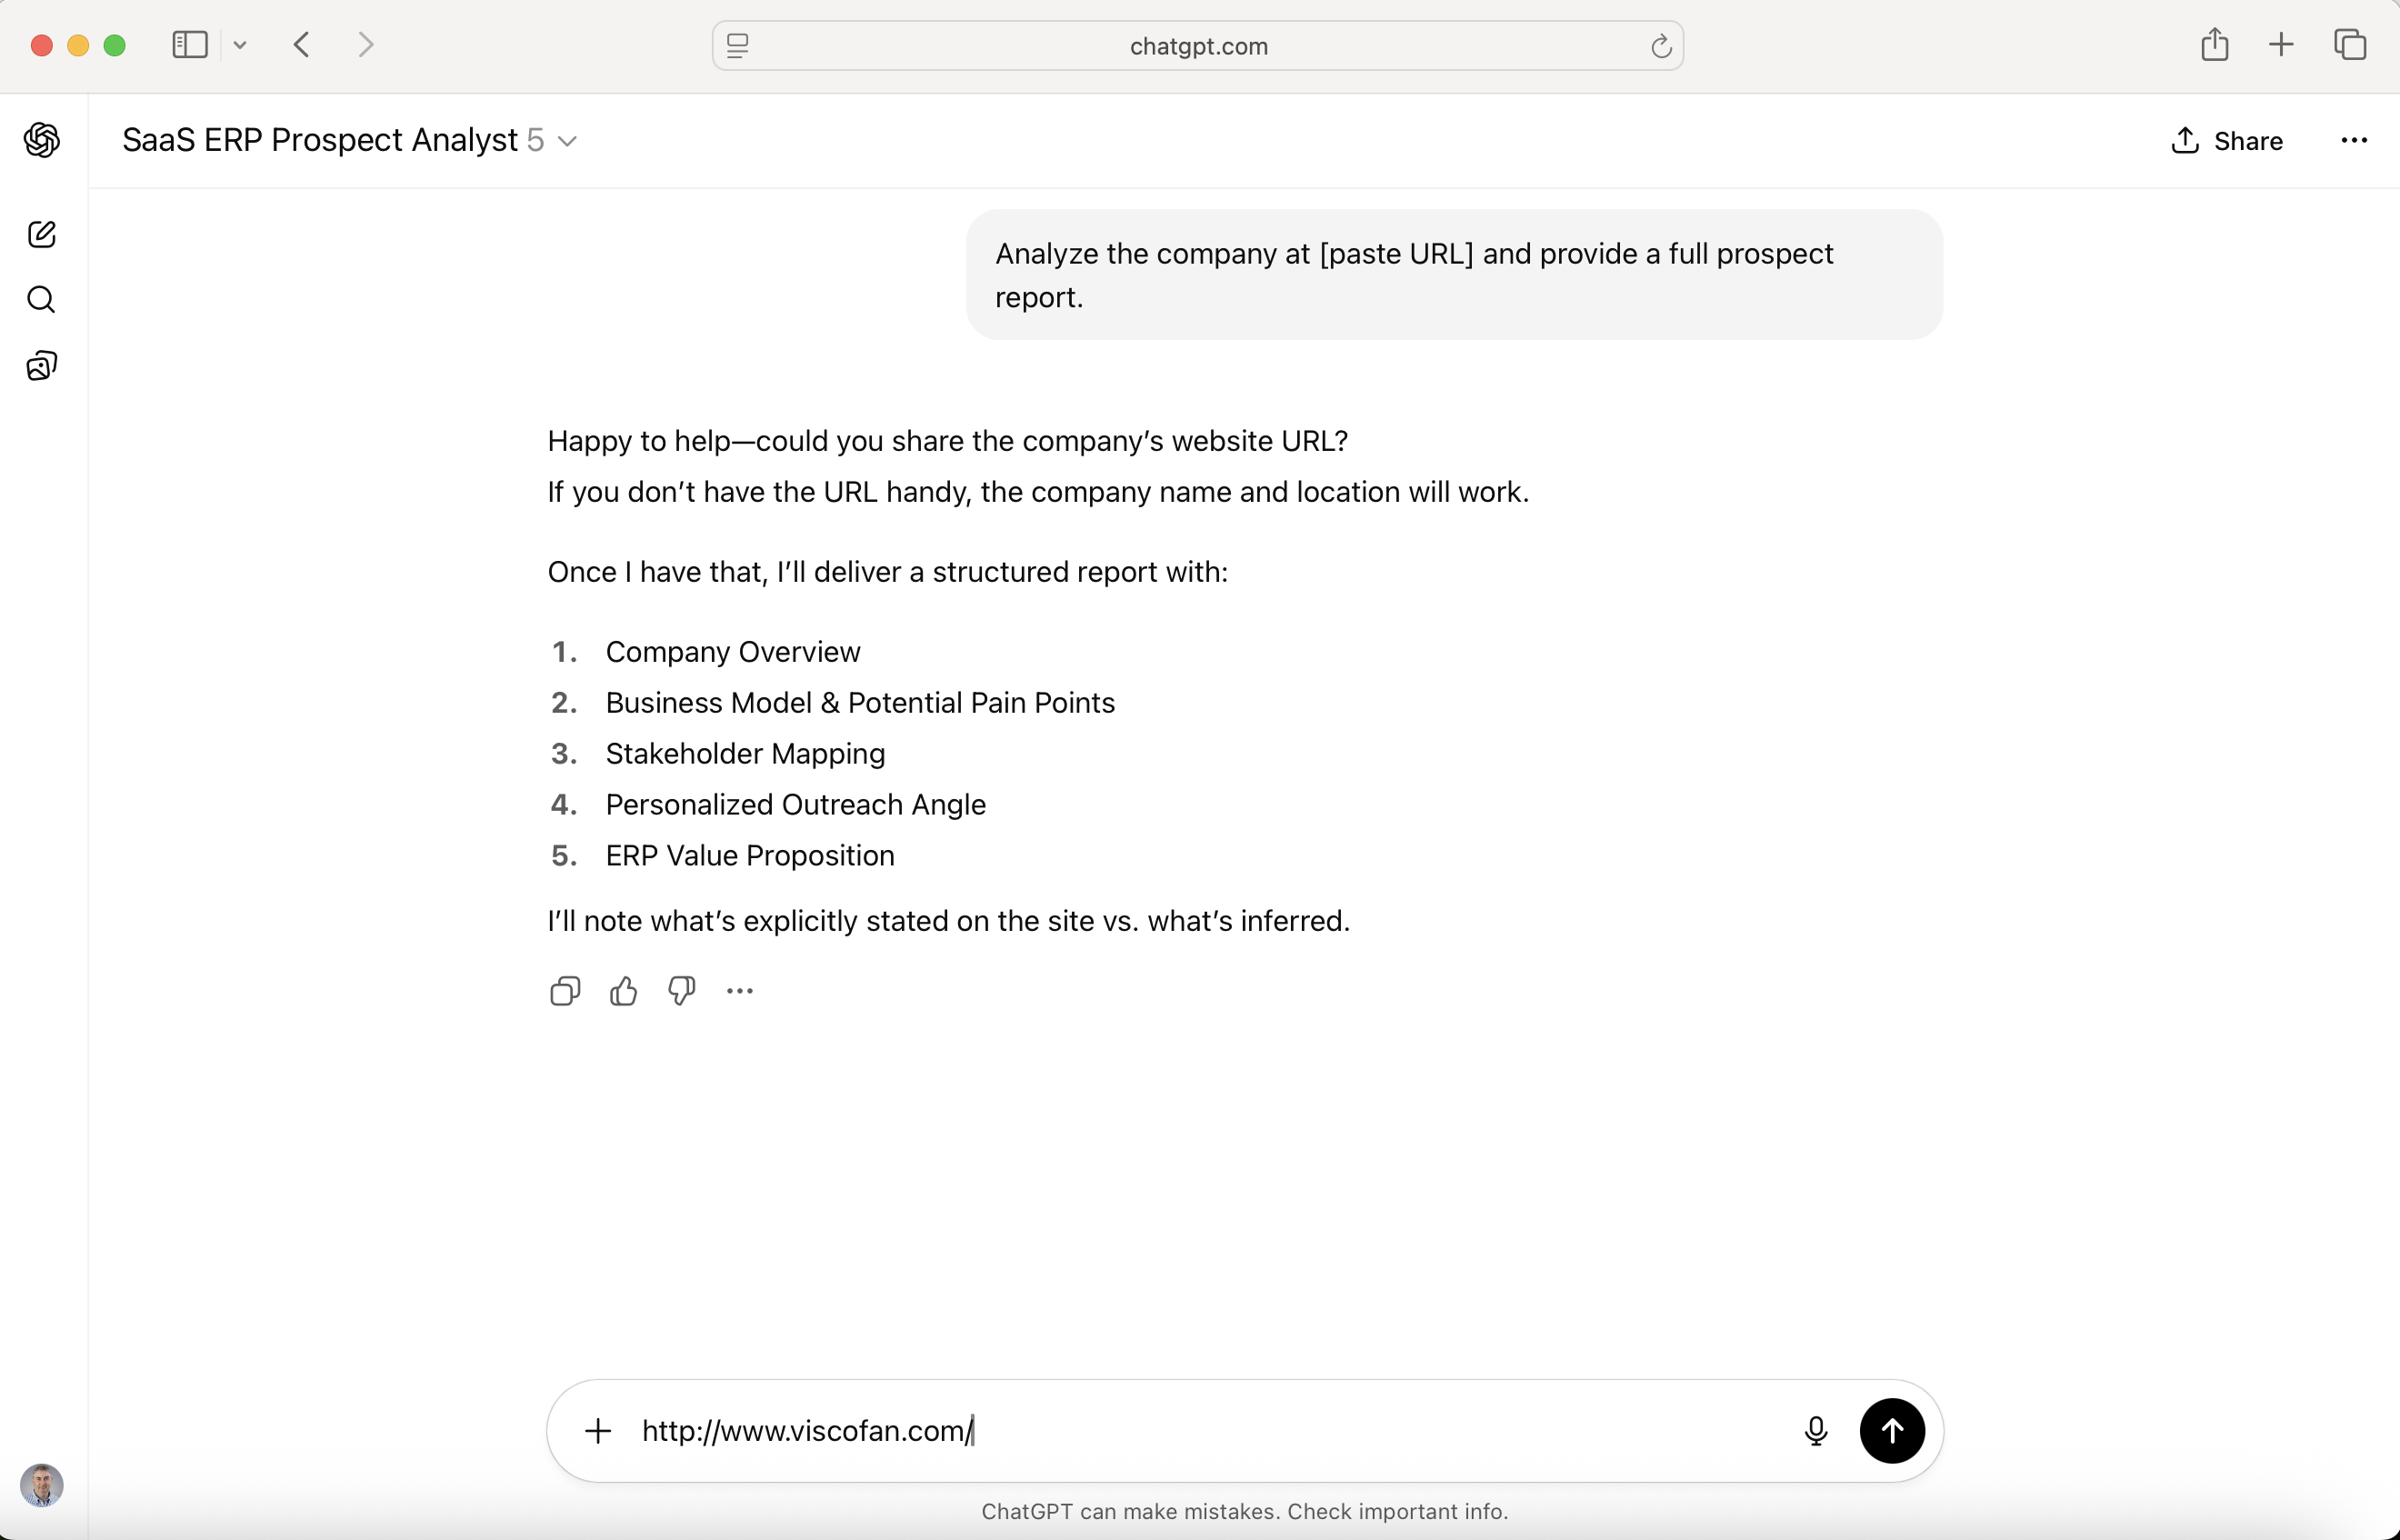 chatgpt.com
SaaS ERP Prospect Analyst 5
Share
Analyze the company at [paste URL] and provide a full prospect
report.
Happy to help—could you share the company’s website URL?
If you don’t have the URL handy, the company name and location will work.
Once I have that, I’ll deliver a structured report with:
1. Company Overview
2. Business Model & Potential Pain Points
3. Stakeholder Mapping
4. Personalized Outreach Angle
5. ERP Value Proposition
I’ll note what’s explicitly stated on the site vs. what’s inferred.
http://www.viscofan.com/
ChatGPT can make mistakes. Check important info.